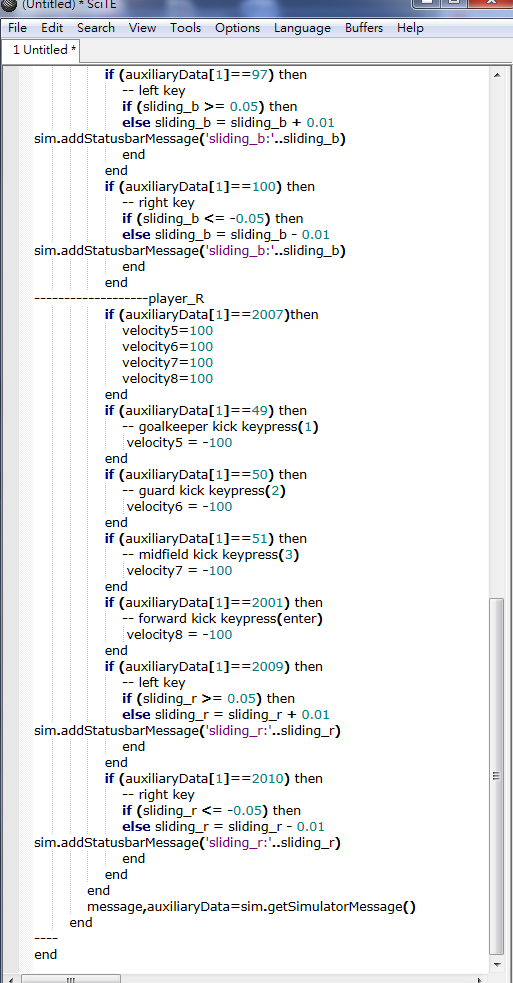 (Untitled) * SciTE
File Edit Search View Tools Options Language Buffers Help
1 Untitled *
if (auxiliaryData[1]==97) then
-- left key
if (sliding_b >= 0.05) then
else sliding_b = sliding_b + 0.01
sim.addStatusbarMessage('sliding_b:'..sliding_b)
end
end
if (auxiliaryData[1]==100) then
-- right key
if (sliding_b <= -0.05) then
else sliding_b = sliding_b - 0.01
sim.addStatusbarMessage('sliding_b:'..sliding_b)
end
end
-------------------player_R
if (auxiliaryData[1]==2007)then
velocity5=100
velocity6=100
velocity7=100
velocity8=100
end
if (auxiliaryData[1]==49) then
-- goalkeeper kick keypress(1)
velocity5 = -100
end
if (auxiliaryData[1]==50) then
-- guard kick keypress(2)
velocity6 = -100
end
if (auxiliaryData[1]==51) then
-- midfield kick keypress(3)
velocity7 = -100
end
if (auxiliaryData[1]==2001) then
-- forward kick keypress(enter)
velocity8 = -100
end
if (auxiliaryData[1]==2009) then
-- left key
if (sliding_r >= 0.05) then
else sliding_r = sliding_r + 0.01
sim.addStatusbarMessage('sliding_r:'..sliding_r)
end
end
if (auxiliaryData[1]==2010) then
-- right key
if (sliding_r <= -0.05) then
else sliding_r = sliding_r - 0.01
sim.addStatusbarMessage('sliding_r:'..sliding_r)
end
end
end
message,auxiliaryData=sim.getSimulatorMessage()
end
----
end